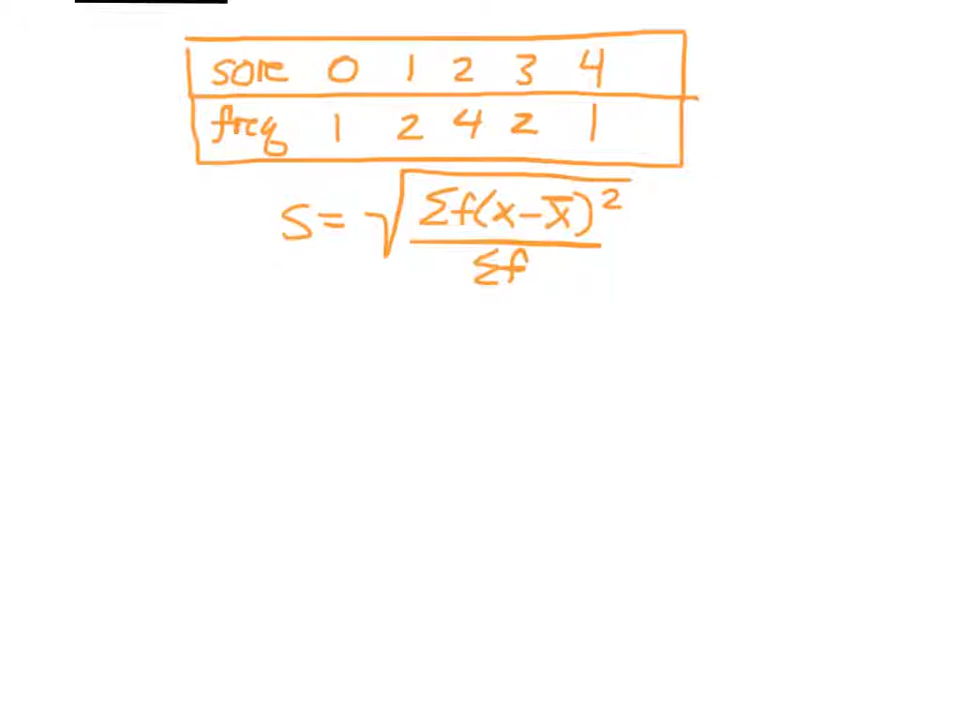 sore 0 1 2 3 4
freq 1 2 4 2 1
S = √(Σf(x-x̄)²/Σf)